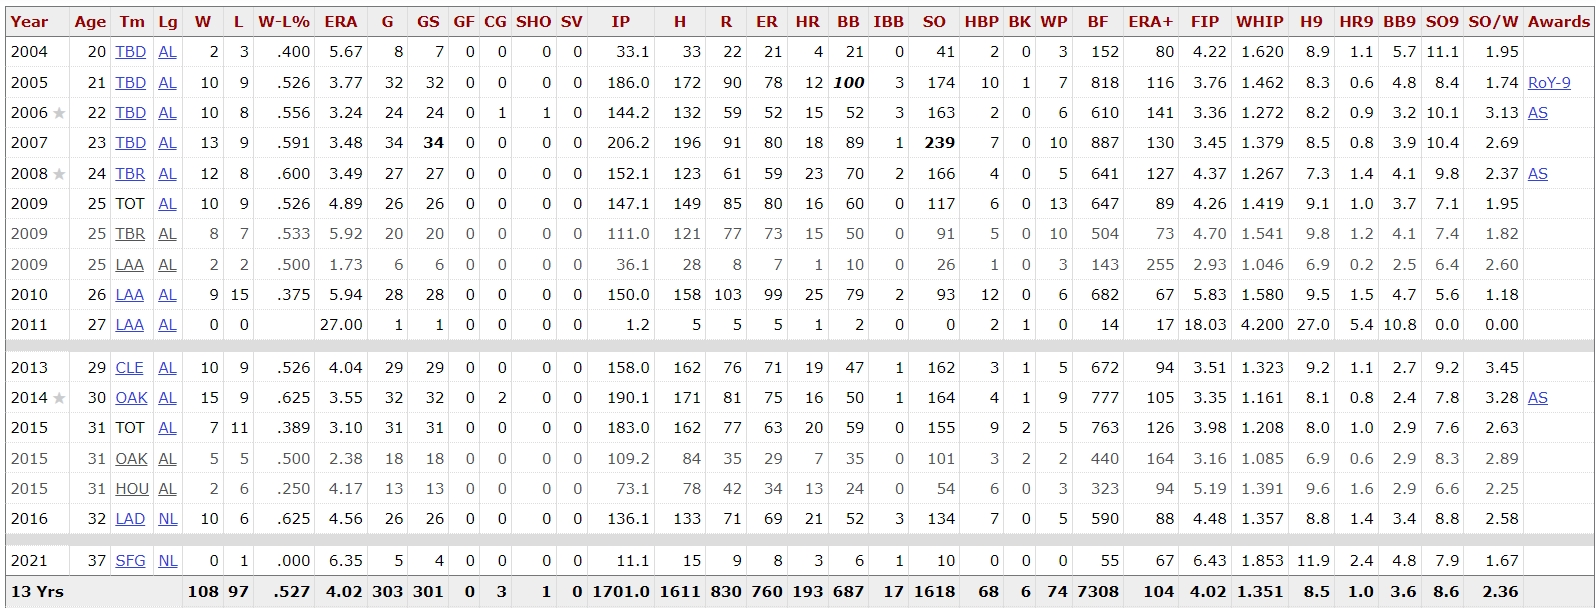 Year Age Tm Lg W L W-L% ERA G GS GF CG SHO SV IP H R ER HR BB IBB SO HBP BK WP BF ERA+ FIP WHIP H9 HR9 BB9 SO9 SO/W Awards
2004 20 TBD AL 2 3 .400 5.67 8 7 0 0 0 0 33.1 33 22 21 4 21 0 41 2 0 3 152 80 4.22 1.620 8.9 1.1 5.7 11.1 1.95
2005 21 TBD AL 10 9 .526 3.77 32 32 0 0 0 0 186.0 172 90 78 12 100 3 174 10 1 7 818 116 3.76 1.462 8.3 0.6 4.8 8.4 1.74 RoY-9
2006 ★ 22 TBD AL 10 8 .556 3.24 24 24 0 1 1 0 144.2 132 59 52 15 52 3 163 2 0 6 610 141 3.36 1.272 8.2 0.9 3.2 10.1 3.13 AS
2007 23 TBD AL 13 9 .591 3.48 34 34 0 0 0 0 206.2 196 91 80 18 89 1 239 7 0 10 887 130 3.45 1.379 8.5 0.8 3.9 10.4 2.69
2008 ★ 24 TBR AL 12 8 .600 3.49 27 27 0 0 0 0 152.1 123 61 59 23 70 2 166 4 0 5 641 127 4.37 1.267 7.3 1.4 4.1 9.8 2.37 AS
2009 25 TOT AL 10 9 .526 4.89 26 26 0 0 0 0 147.1 149 85 80 16 60 0 117 6 0 13 647 89 4.26 1.419 9.1 1.0 3.7 7.1 1.95
2009 25 TBR AL 8 7 .533 5.92 20 20 0 0 0 0 111.0 121 77 73 15 50 0 91 5 0 10 504 73 4.70 1.541 9.8 1.2 4.1 7.4 1.82
2009 25 LAA AL 2 2 .500 1.73 6 6 0 0 0 0 36.1 28 8 7 1 10 0 26 1 0 3 143 255 2.93 1.046 6.9 0.2 2.5 6.4 2.60
2010 26 LAA AL 9 15 .375 5.94 28 28 0 0 0 0 150.0 158 103 99 25 79 2 93 12 0 6 682 67 5.83 1.580 9.5 1.5 4.7 5.6 1.18
2011 27 LAA AL 0 0 27.00 1 1 0 0 0 0 1.2 5 5 5 1 2 0 0 2 1 0 14 17 18.03 4.200 27.0 5.4 10.8 0.0 0.00
2013 29 CLE AL 10 9 .526 4.04 29 29 0 0 0 0 158.0 162 76 71 19 47 1 162 3 1 5 672 94 3.51 1.323 9.2 1.1 2.7 9.2 3.45
2014 ★ 30 OAK AL 15 9 .625 3.55 32 32 0 2 0 0 190.1 171 81 75 16 50 1 164 4 1 9 777 105 3.35 1.161 8.1 0.8 2.4 7.8 3.28 AS
2015 31 TOT AL 7 11 .389 3.10 31 31 0 0 0 0 183.0 162 77 63 20 59 0 155 9 2 5 763 126 3.98 1.208 8.0 1.0 2.9 7.6 2.63
2015 31 OAK AL 5 5 .500 2.38 18 18 0 0 0 0 109.2 84 35 29 7 35 0 101 3 2 2 440 164 3.16 1.085 6.9 0.6 2.9 8.3 2.89
2015 31 HOU AL 2 6 .250 4.17 13 13 0 0 0 0 73.1 78 42 34 13 24 0 54 6 0 3 323 94 5.19 1.391 9.6 1.6 2.9 6.6 2.25
2016 32 LAD NL 10 6 .625 4.56 26 26 0 0 0 0 136.1 133 71 69 21 52 3 134 7 0 5 590 88 4.48 1.357 8.8 1.4 3.4 8.8 2.58
2021 37 SFG NL 0 1 .000 6.35 5 4 0 0 0 0 11.1 15 9 8 3 6 1 10 0 0 0 55 67 6.43 1.853 11.9 2.4 4.8 7.9 1.67
13 Yrs 108 97 .527 4.02 303 301 0 3 1 0 1701.0 1611 830 760 193 687 17 1618 68 6 74 7308 104 4.02 1.351 8.5 1.0 3.6 8.6 2.36